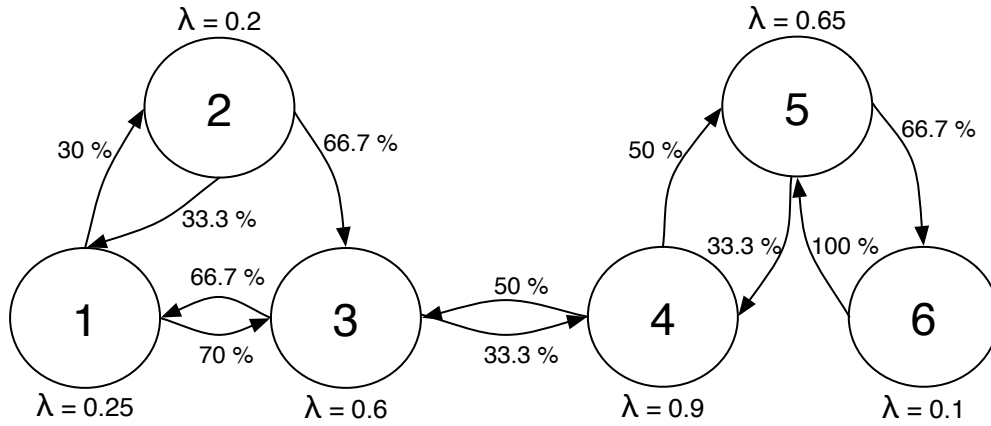 λ = 0.2
λ = 0.65
2
5
30 %
66.7 %
50 %
66.7 %
33.3 %
33.3 %
100 %
1
66.7 %
70 %
3
50 %
33.3 %
4
6
λ = 0.25
λ = 0.6
λ = 0.9
λ = 0.1